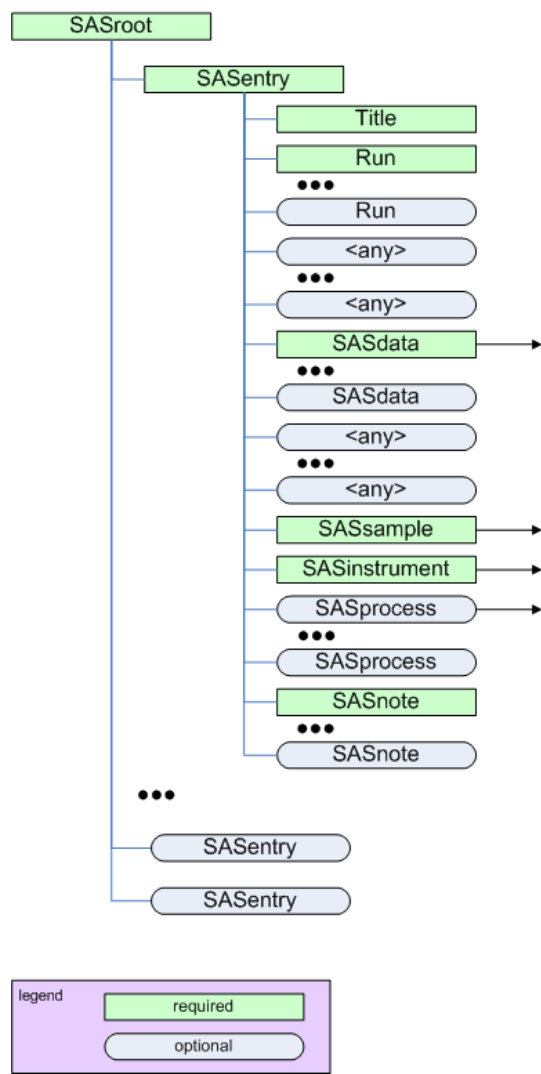 SASroot
SASentry
Title
Run
Run
<any>
<any>
SASdata
SASdata
<any>
<any>
SASsample
SASinstrument
SASprocess
SASprocess
SASnote
SASnote
SASentry
SASentry
legend
required
optional